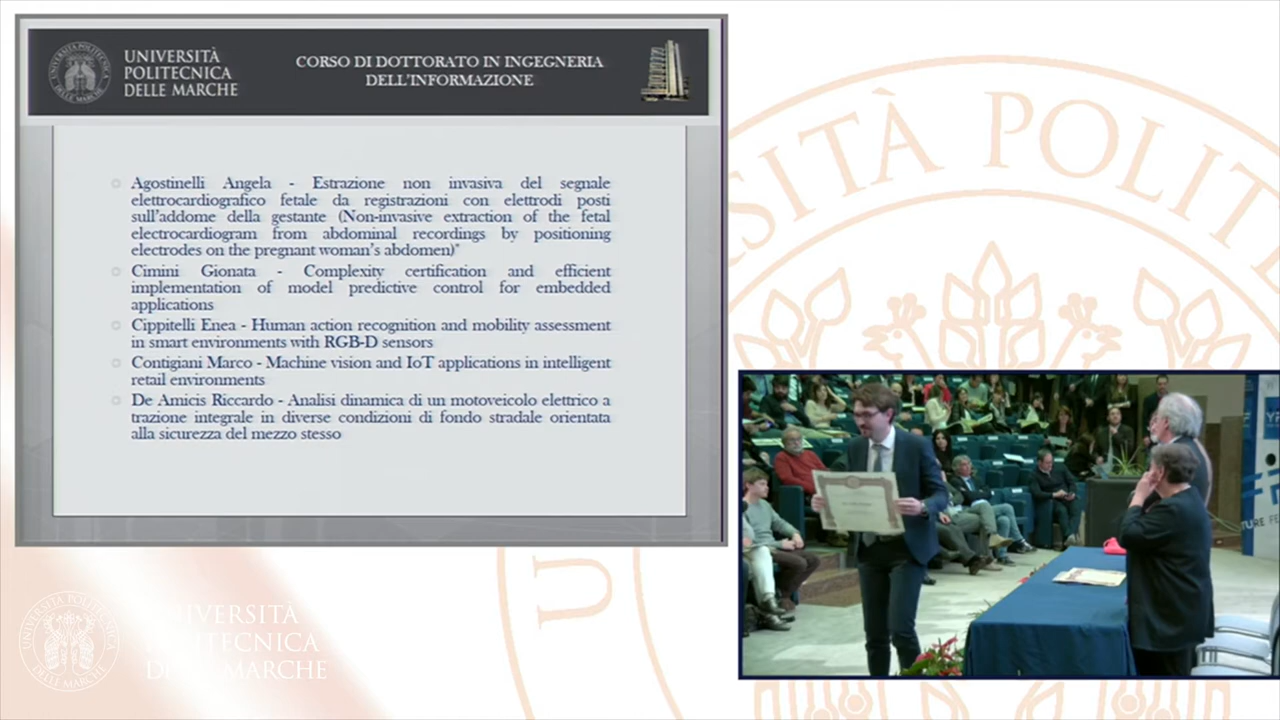 UNIVERSITÀ
POLITECNICA
DELLE MARCHE
CORSO DI DOTTORATO IN INGEGNERIA
DELL'INFORMAZIONE
Agostinelli Angela - Estrazione non invasiva del segnale
elettrocardiografico fetale da registrazioni con elettrodi posti
sull'addome della gestante (Non-invasive extraction of the fetal
electrocardiogram from abdominal recordings by positioning
electrodes on the pregnant woman's abdomen)"
Cimini Gionata - Complexity certification and efficient
implementation of model predictive control for embedded
applications
Cippitelli Enea - Human action recognition and mobility assessment
in smart environments with RGB-D sensors
Contigiani Marco - Machine vision and IoT applications in intelligent
retail environments
De Amicis Riccardo - Analisi dinamica di un motoveicolo elettrico a
trazione integrale in diverse condizioni di fondo stradale orientata
alla sicurezza del mezzo stesso
UNIVERSITÀ
POLITECNICA
DELLE MARCHE